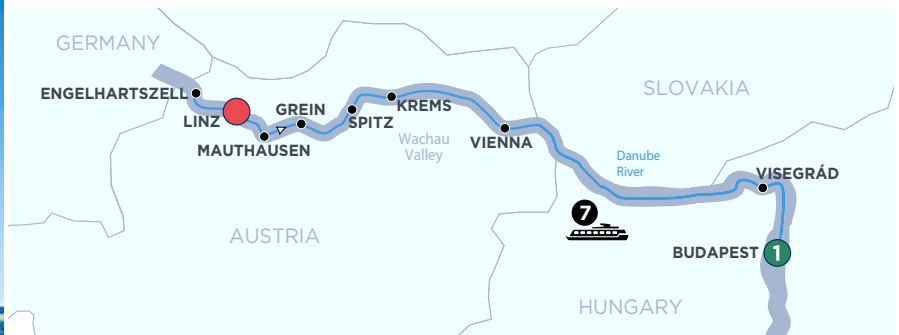 GERMANY
SLOVAKIA
ENGELHARTSZELL
GREIN
KREMS
LINZ
SPITZ
MAUTHAUSEN
Wachau
Valley
VIENNA
Danube
River
VISEGRÁD
7
AUSTRIA
BUDAPEST 1
HUNGARY